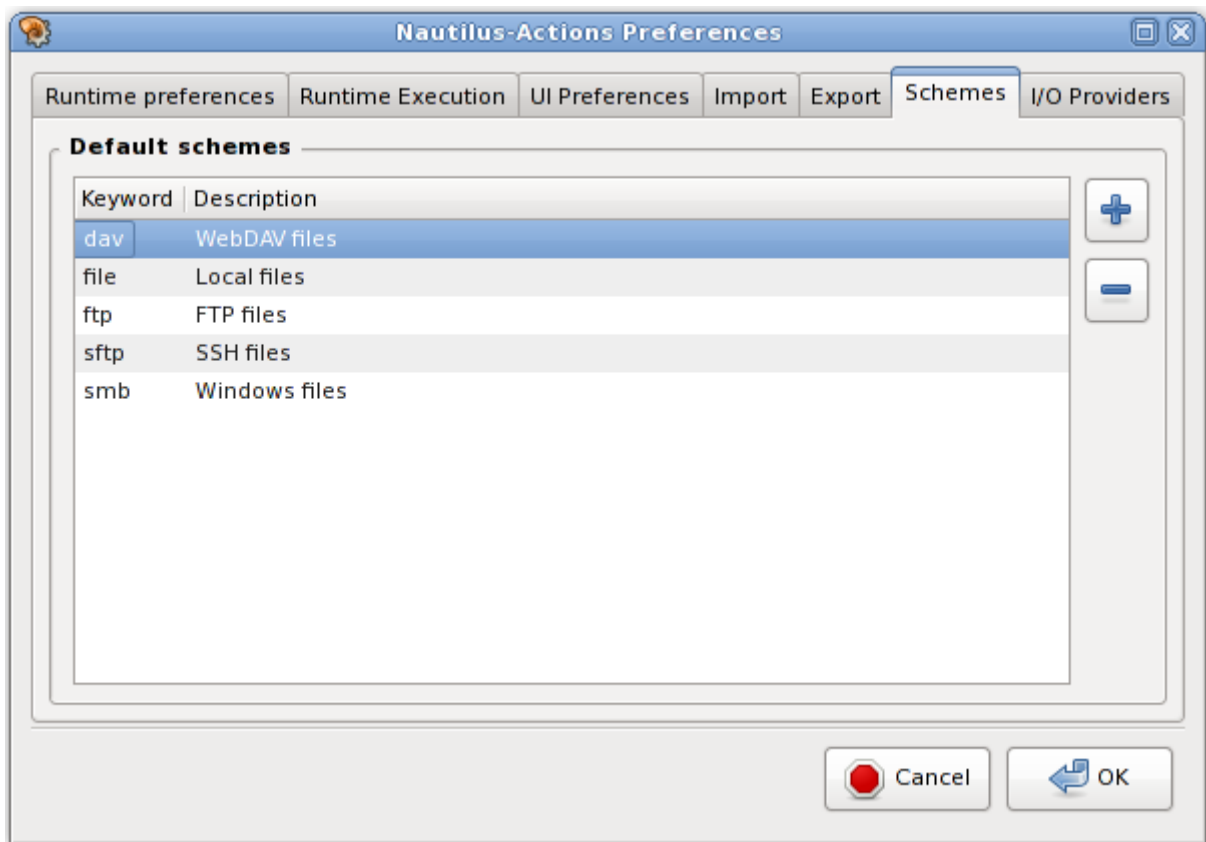 Nautilus-Actions Preferences
Runtime preferences Runtime Execution UI Preferences Import Export Schemes I/O Providers
Default schemes
Keyword Description
dav WebDAV files
file Local files
ftp FTP files
sftp SSH files
smb Windows files
Cancel OK